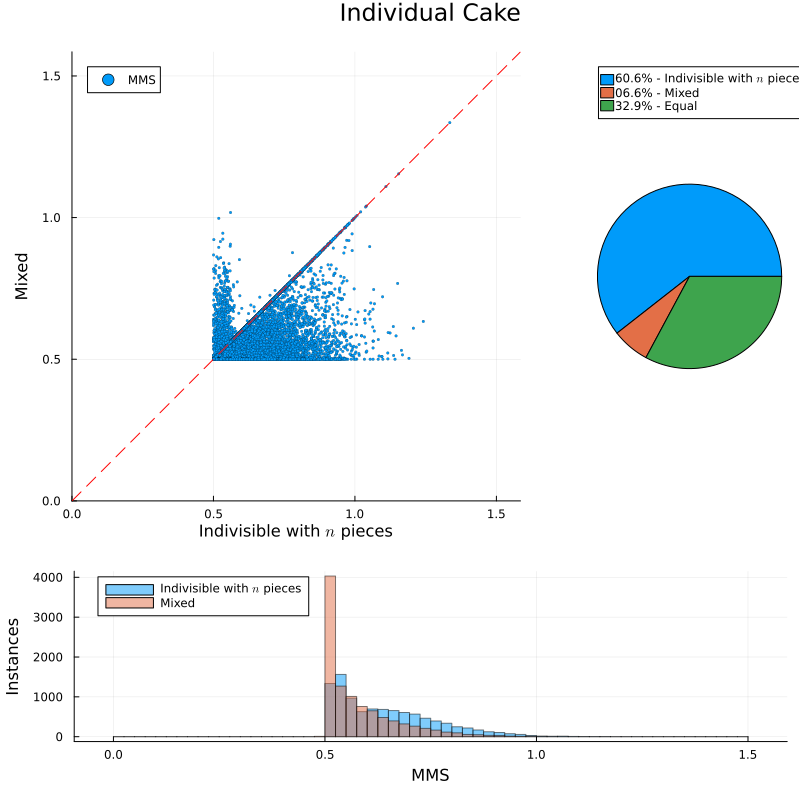 Individual Cake
MMS
1.5
1.0
0.5
0.0
Mixed
0.0 0.5 1.0 1.5
Indivisible with n pieces
60.6% - Indivisible with n piece
06.6% - Mixed
32.9% - Equal
Indivisible with n pieces
Mixed
4000
3000
2000
1000
0
Instances
0.0 0.5 1.0 1.5
MMS